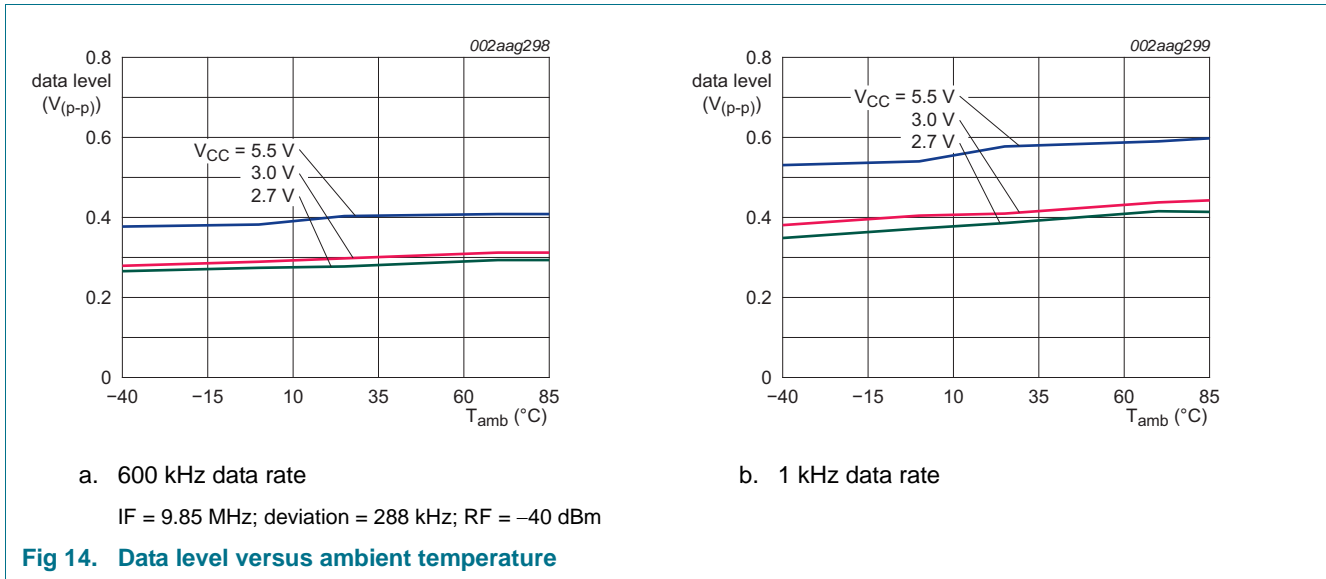 002aag298
0.8
data level
(V(p-p))
0.6
VCC = 5.5 V
3.0 V
2.7 V
0.4
0.2
0
−40 −15 10 35 60 85
Tamb (°C)
a. 600 kHz data rate
002aag299
0.8
data level
(V(p-p))
VCC = 5.5 V
3.0 V
0.6
2.7 V
0.4
0.2
0
−40 −15 10 35 60 85
Tamb (°C)
b. 1 kHz data rate
IF = 9.85 MHz; deviation = 288 kHz; RF = −40 dBm
Fig 14. Data level versus ambient temperature